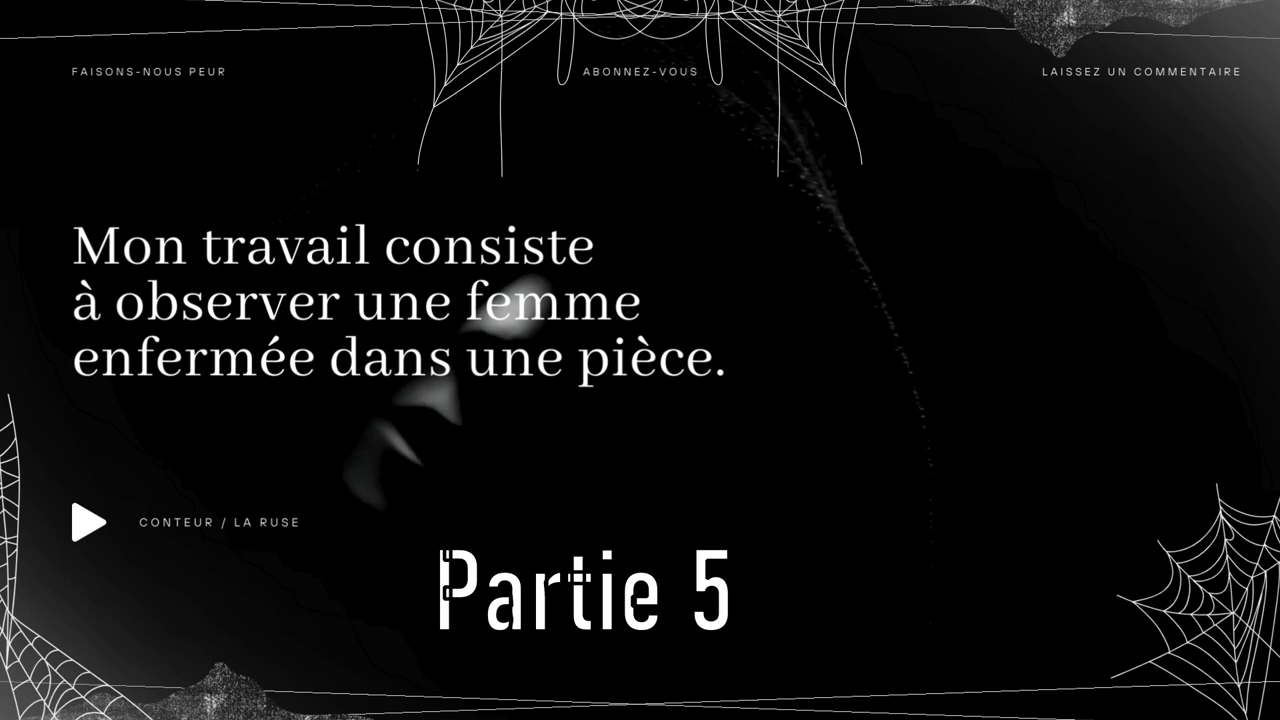 FAISONS-NOUS PEUR
ABONNEZ-VOUS
LAISSEZ UN COMMENTAIRE
Mon travail consiste
à observer une femme
enfermée dans une pièce.
CONTEUR / LA RUSE
Partie 5